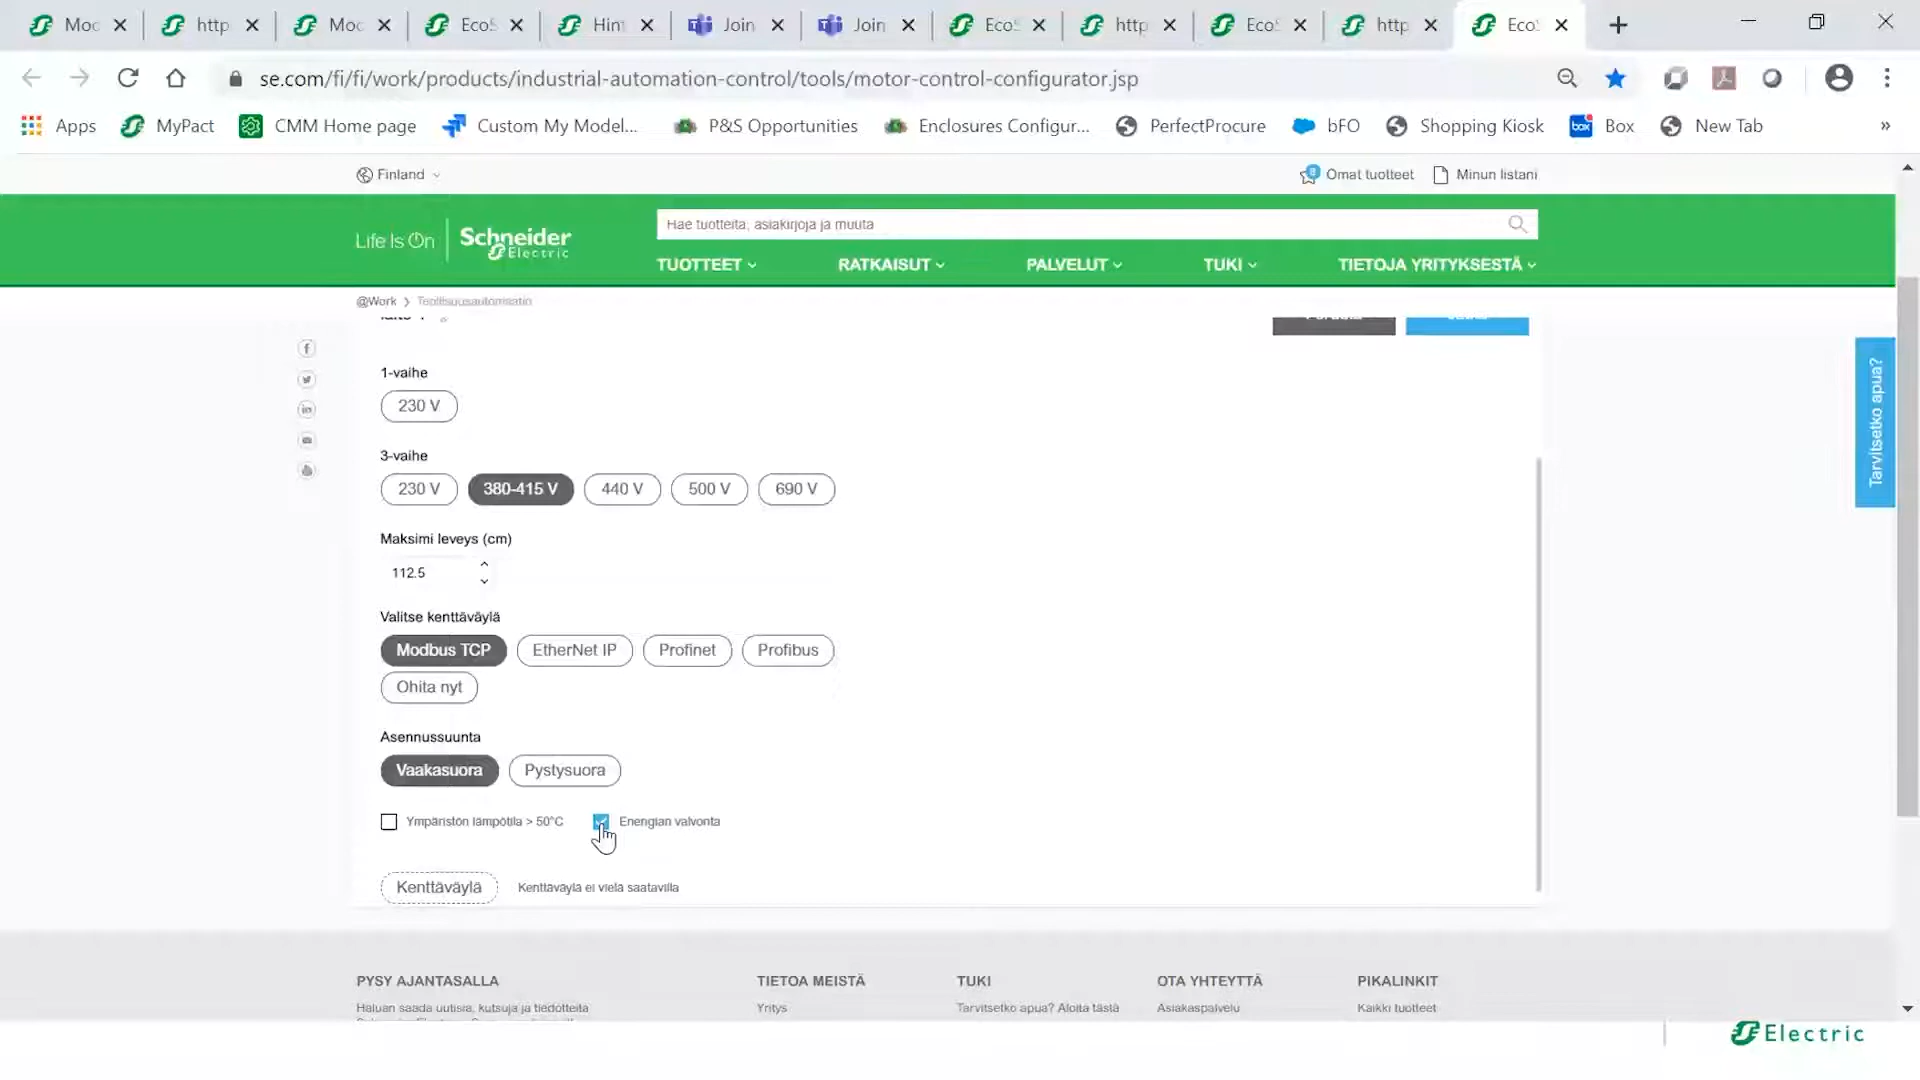 Moc
http
Moc
EcoS
Hint
Join
Join
EcoS
http
EcoS
http
EcoS
se.com/fi/fi/work/products/industrial-automation-control/tools/motor-control-configurator.jsp
Apps
MyPact
CMM Home page
Custom My Model...
P&S Opportunities
Enclosures Configur...
PerfectProcure
bFO
Shopping Kiosk
box
Box
New Tab
»
Finland
Omat tuotteet
Minun listani
Life Is On
Schneider
Electric
Hae tuotteita, asiakirjoja ja muuta
TUOTTEET
RATKAISUT
PALVELUT
TUKI
TIETOJA YRITYKSESTÄ
@Work
Teollisuusautomaatio
1-vaihe
230 V
3-vaihe
230 V
380-415 V
440 V
500 V
690 V
Maksimi leveys (cm)
112.5
Valitse kenttäväylä
Modbus TCP
EtherNet IP
Profinet
Profibus
Ohita nyt
Asennussuunta
Vaakasuora
Pystysuora
Ympäristön lämpötila > 50°C
Energian valvonta
Kenttäväylä
Kenttäväylä ei vielä saatavilla
Tarvitsetko apua?
PYSY AJANTASALLA
TIETOA MEISTÄ
TUKI
OTA YHTEYTTÄ
PIKALINKIT
Haluan saada uutisia, kutsuja ja tiedotteita
Yritys
Tarvitsetko apua? Aloita tästä
Asiakaspalvelu
Kaikki tuotteet
Electric